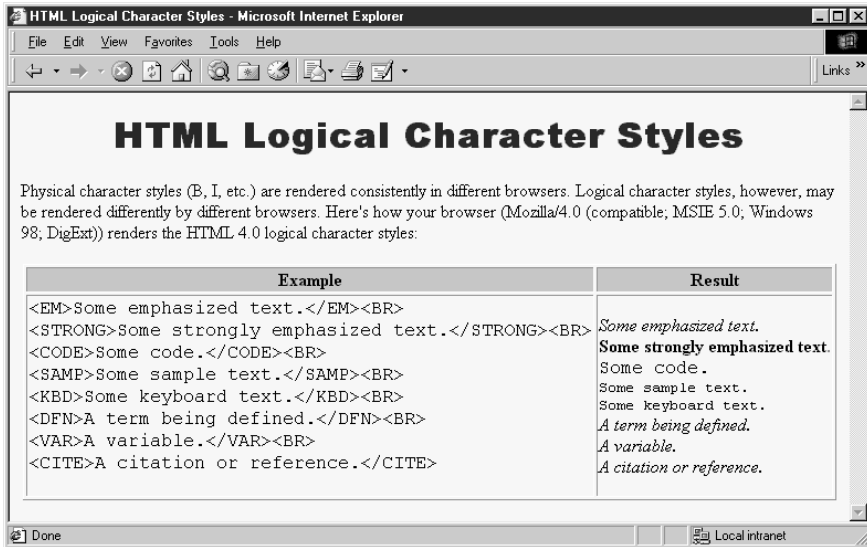 HTML Logical Character Styles - Microsoft Internet Explorer
File Edit View Favorites Tools Help
Links »
HTML Logical Character Styles
Physical character styles (B, I, etc.) are rendered consistently in different browsers. Logical character styles, however, may
be rendered differently by different browsers. Here's how your browser (Mozilla/4.0 (compatible; MSIE 5.0; Windows
98; DigExt)) renders the HTML 4.0 logical character styles:
Example Result
<EM>Some emphasized text.</EM><BR>
<STRONG>Some strongly emphasized text.</STRONG><BR>
<CODE>Some code.</CODE><BR>
<SAMP>Some sample text.</SAMP><BR>
<KBD>Some keyboard text.</KBD><BR>
<DFN>A term being defined.</DFN><BR>
<VAR>A variable.</VAR><BR>
<CITE>A citation or reference.</CITE>
Some emphasized text.
Some strongly emphasized text.
Some code.
Some sample text.
Some keyboard text.
A term being defined.
A variable.
A citation or reference.
Done Local intranet